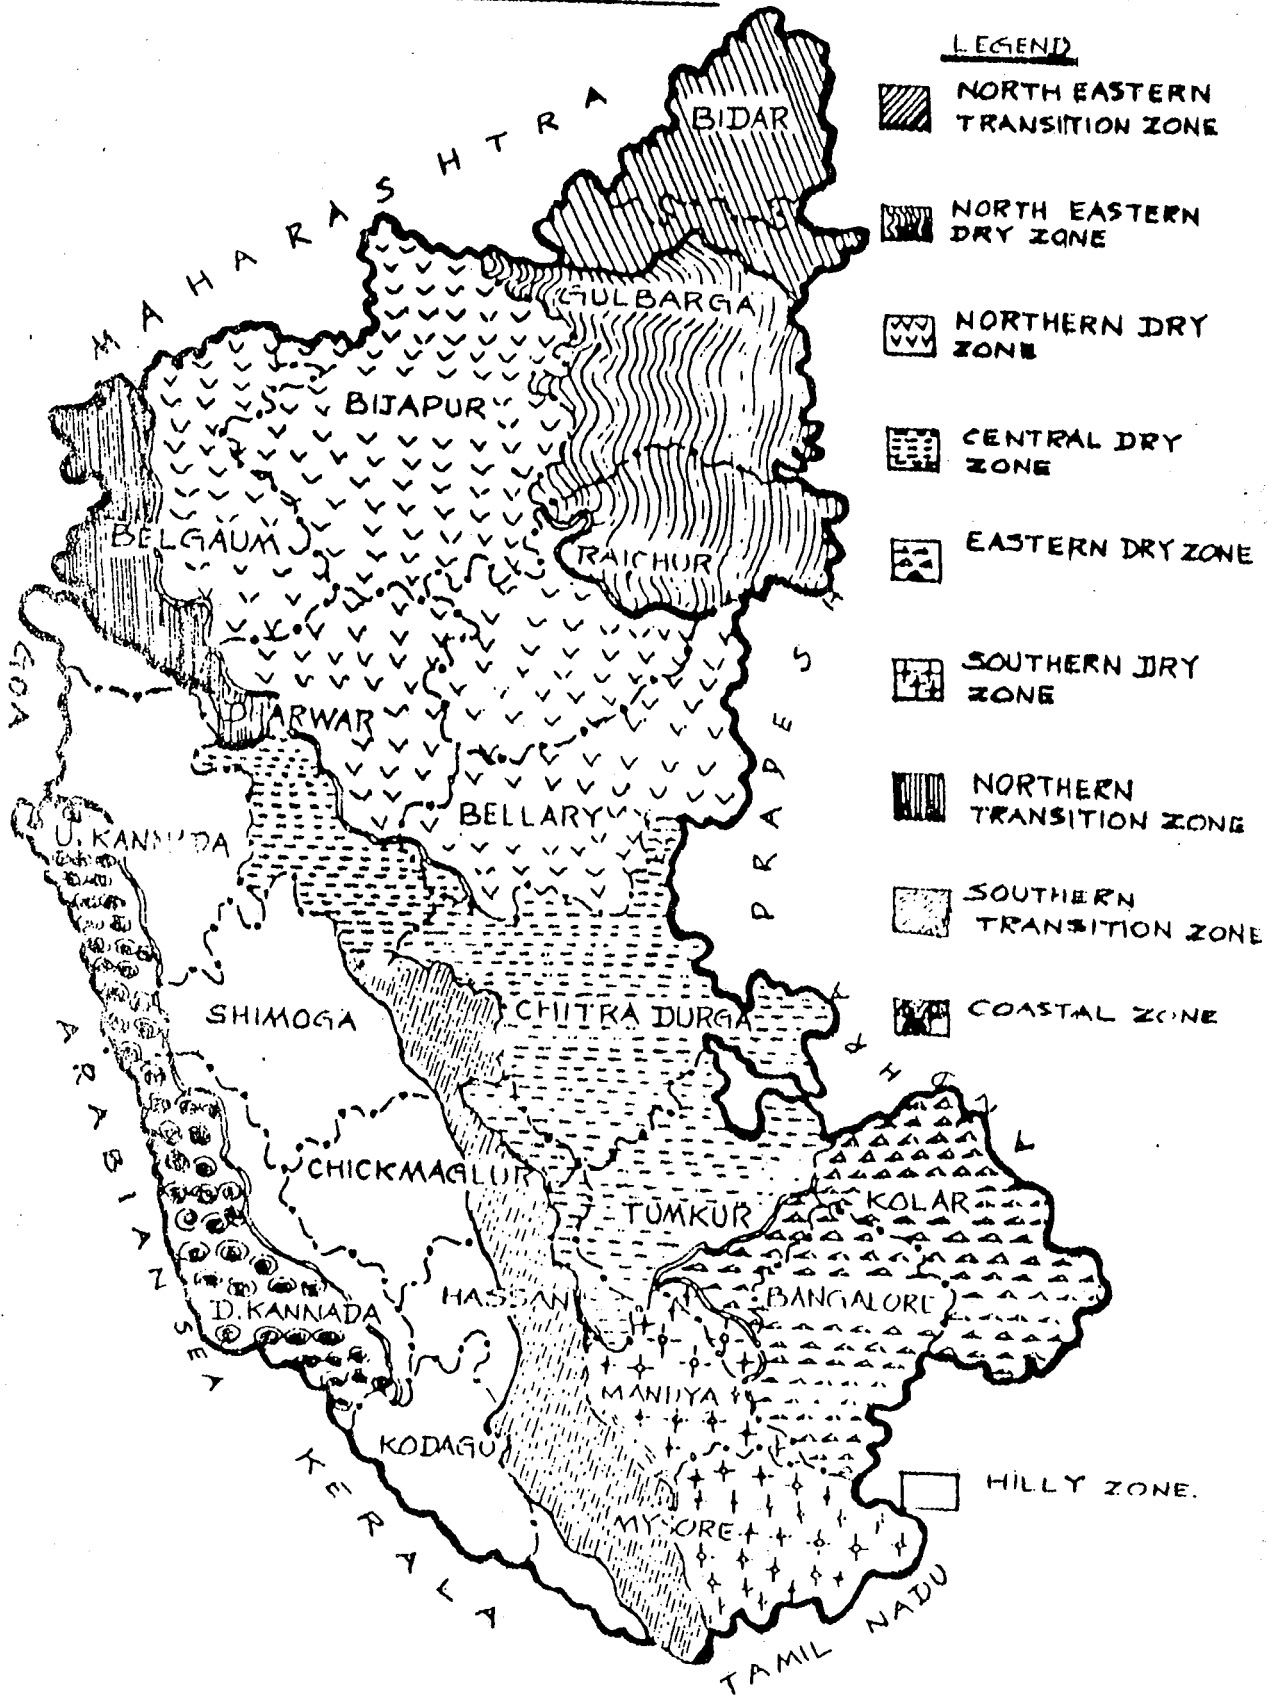 LEGEND
NORTH EASTERN
TRANSITION ZONE
NORTH EASTERN
DRY ZONE
NORTHERN DRY
ZONE
CENTRAL DRY
ZONE
EASTERN DRY ZONE
SOUTHERN DRY
ZONE
NORTHERN
TRANSITION ZONE
SOUTHERN
TRANSITION ZONE
COASTAL ZONE
HILLY ZONE.
MAHARASHTRA
BIDAR
GULBARGA
BIJAPUR
BELGAUM
RAICHUR
GOA
DHARWAR
BELLARY
U. KANNADA
SHIMOGA
CHITRADURGA
ANDHRA PRADESH
CHICKMAGLUR
TUMKUR
KOLAR
HASSAN
BANGALORE
D. KANNADA
MANDYA
KODAGU
MYSORE
ARABIAN SEA
KERALA
TAMIL NADU